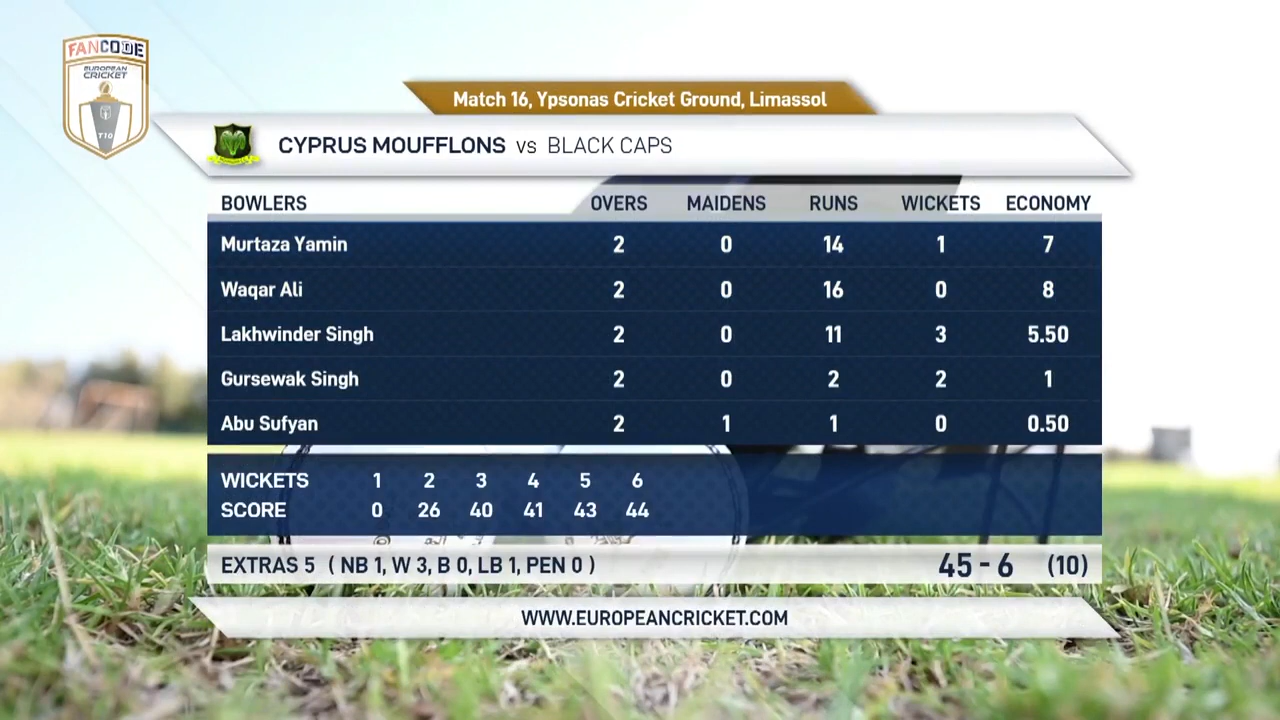 FANCODE
EUROPEAN
CRICKET
T10
Match 16, Ypsonas Cricket Ground, Limassol
CYPRUS MOUFFLONS vs BLACK CAPS
BOWLERS OVERS MAIDENS RUNS WICKETS ECONOMY
Murtaza Yamin 2 0 14 1 7
Waqar Ali 2 0 16 0 8
Lakhwinder Singh 2 0 11 3 5.50
Gursewak Singh 2 0 2 2 1
Abu Sufyan 2 1 1 0 0.50
WICKETS 1 2 3 4 5 6
SCORE 0 26 40 41 43 44
EXTRAS 5 ( NB 1, W 3, B 0, LB 1, PEN 0 ) 45 - 6 (10)
WWW.EUROPEANCRICKET.COM